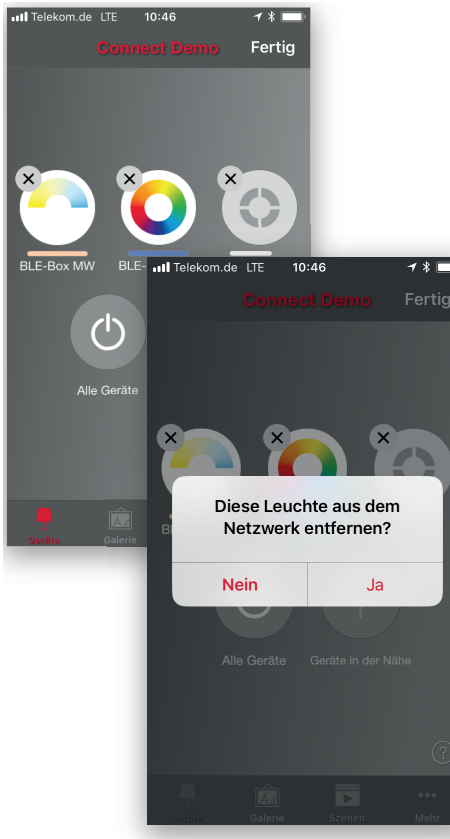 Telekom.de LTE 10:46
Connect Demo Fertig
BLE-Box MW BLE-
Alle Geräte
Geräte Galerie
Telekom.de LTE 10:46
Connect Demo Fertig
Diese Leuchte aus dem
Netzwerk entfernen?
Nein Ja
Alle Geräte Geräte in der Nähe
?
Geräte Galerie Szenen Mehr